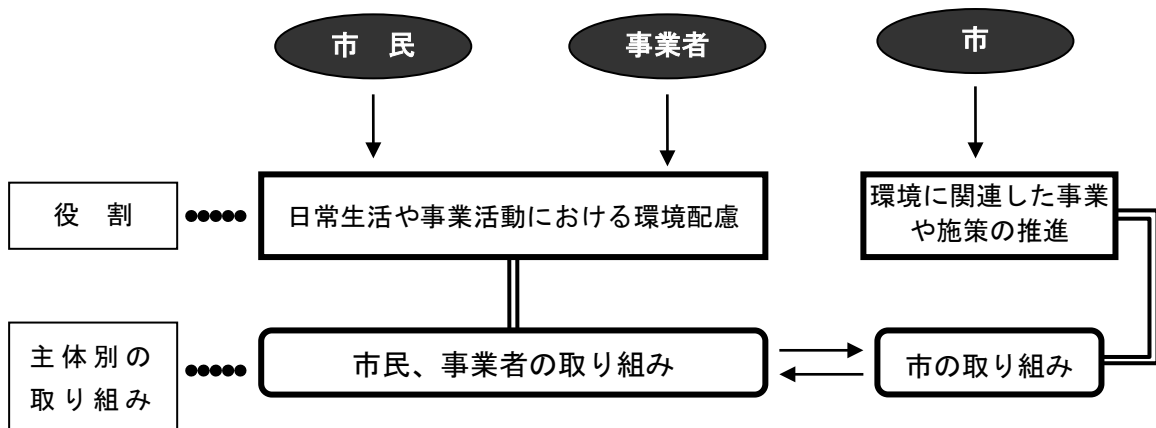 市　民
事業者
市
役　割
日常生活や事業活動における環境配慮
環境に関連した事業
や施策の推進
主体別の
取り組み
市民、事業者の取り組み
市の取り組み